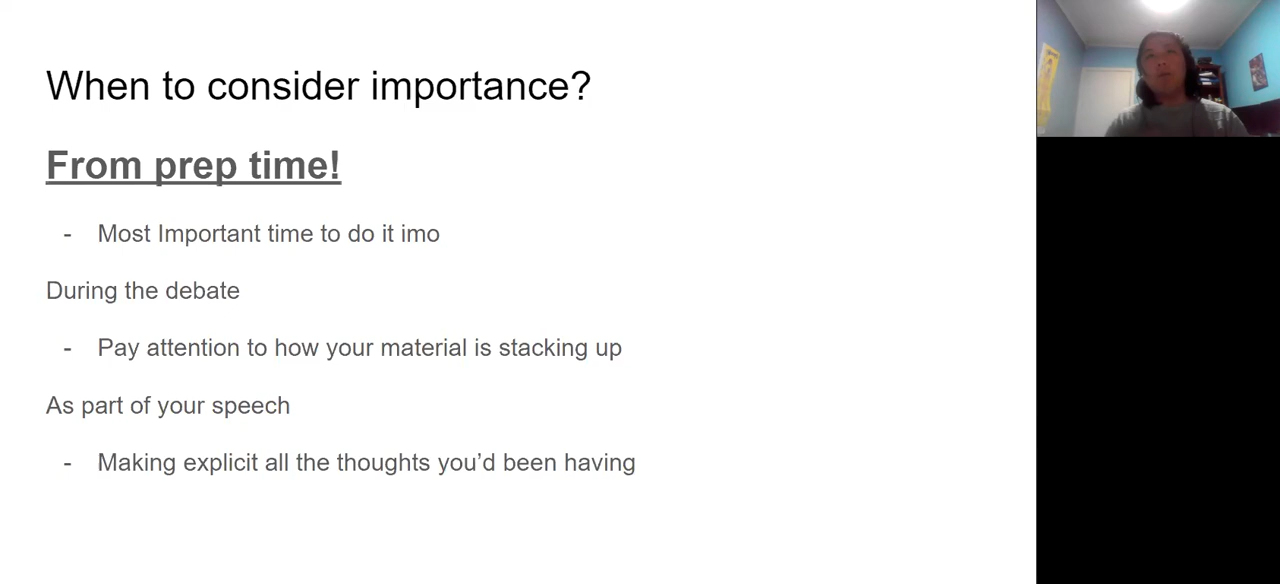 When to consider importance?
From prep time!
- Most Important time to do it imo
During the debate
- Pay attention to how your material is stacking up
As part of your speech
- Making explicit all the thoughts you’d been having